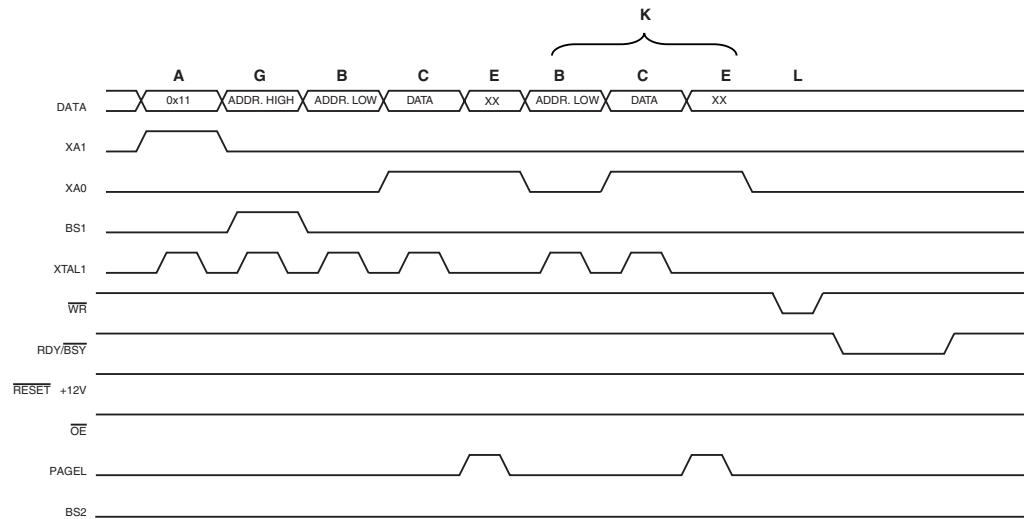 K
A G B C E B C E L
DATA 0x11 ADDR. HIGH ADDR. LOW DATA XX ADDR. LOW DATA XX
XA1
XA0
BS1
XTAL1
WR
RDY/BSY
RESET +12V
OE
PAGEL
BS2